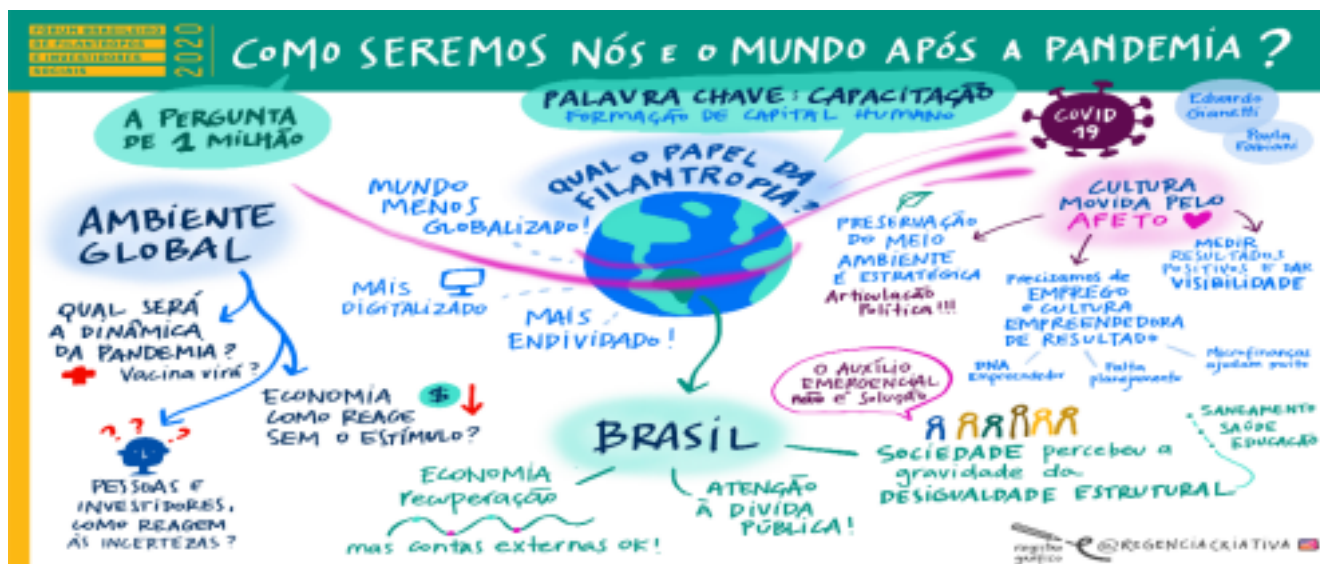 FÓRUM BRASILEIRO
DE FILANTROPOS
E INVESTIDORES
SOCIAIS
2020
COMO SEREMOS NÓS E O MUNDO APÓS A PANDEMIA?
A PERGUNTA
DE 1 MILHÃO
PALAVRA CHAVE: CAPACITAÇÃO
FORMAÇÃO DE CAPITAL HUMANO
COVID
19
Eduardo
Gianetti
Paula
Fabiani
QUAL O PAPEL DA
FILANTROPIA?
AMBIENTE
GLOBAL
QUAL SERÁ
A DINÂMICA
DA PANDEMIA?
Vacina virá?
ECONOMIA $
COMO REAGE
SEM O ESTÍMULO?
???
PESSOAS E
INVESTIDORES,
COMO REAGEM
ÀS INCERTEZAS?
MUNDO
MENOS
GLOBALIZADO!
MAIS
DIGITALIZADO
MAIS
ENDIVIDADO!
PRESERVAÇÃO
DO MEIO
AMBIENTE
É ESTRATÉGICA
Articulação
Política!!!
CULTURA
MOVIDA PELO
AFETO
Precisamos de
EMPREGO
e CULTURA
EMPREENDEDORA
DE RESULTADO
DNA
Empreendedor
Falta
planejamento
Microfinanças
ajudam muito
MEDIR
RESULTADOS
POSITIVOS E DAR
VISIBILIDADE
BRASIL
ECONOMIA
recuperação
mas contas externas OK!
ATENÇÃO
À DÍVIDA
PÚBLICA!
O AUXÍLIO
EMERGENCIAL
não é solução
SOCIEDADE percebeu a
gravidade da
DESIGUALDADE ESTRUTURAL
SANEAMENTO
SAÚDE
EDUCAÇÃO
registro
gráfico
@REGENCIACRIATIVA